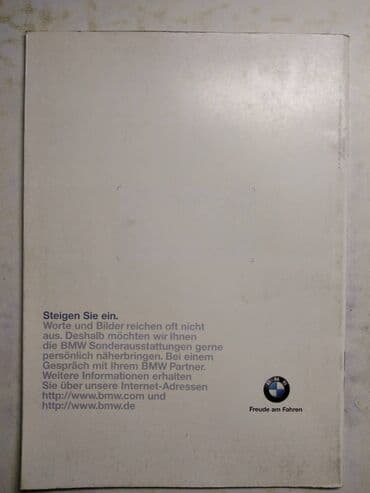 Steigen Sie ein.
Worte und Bilder reichen oft nicht
aus. Deshalb möchten wir Ihnen
die BMW Sonderausstattungen gerne
persönlich näherbringen. Bei einem
Gespräch mit Ihrem BMW Partner.
Weitere Informationen erhalten
Sie über unsere Internet-Adressen
http://www.bmw.com und
http://www.bmw.de
BMW
Freude am Fahren